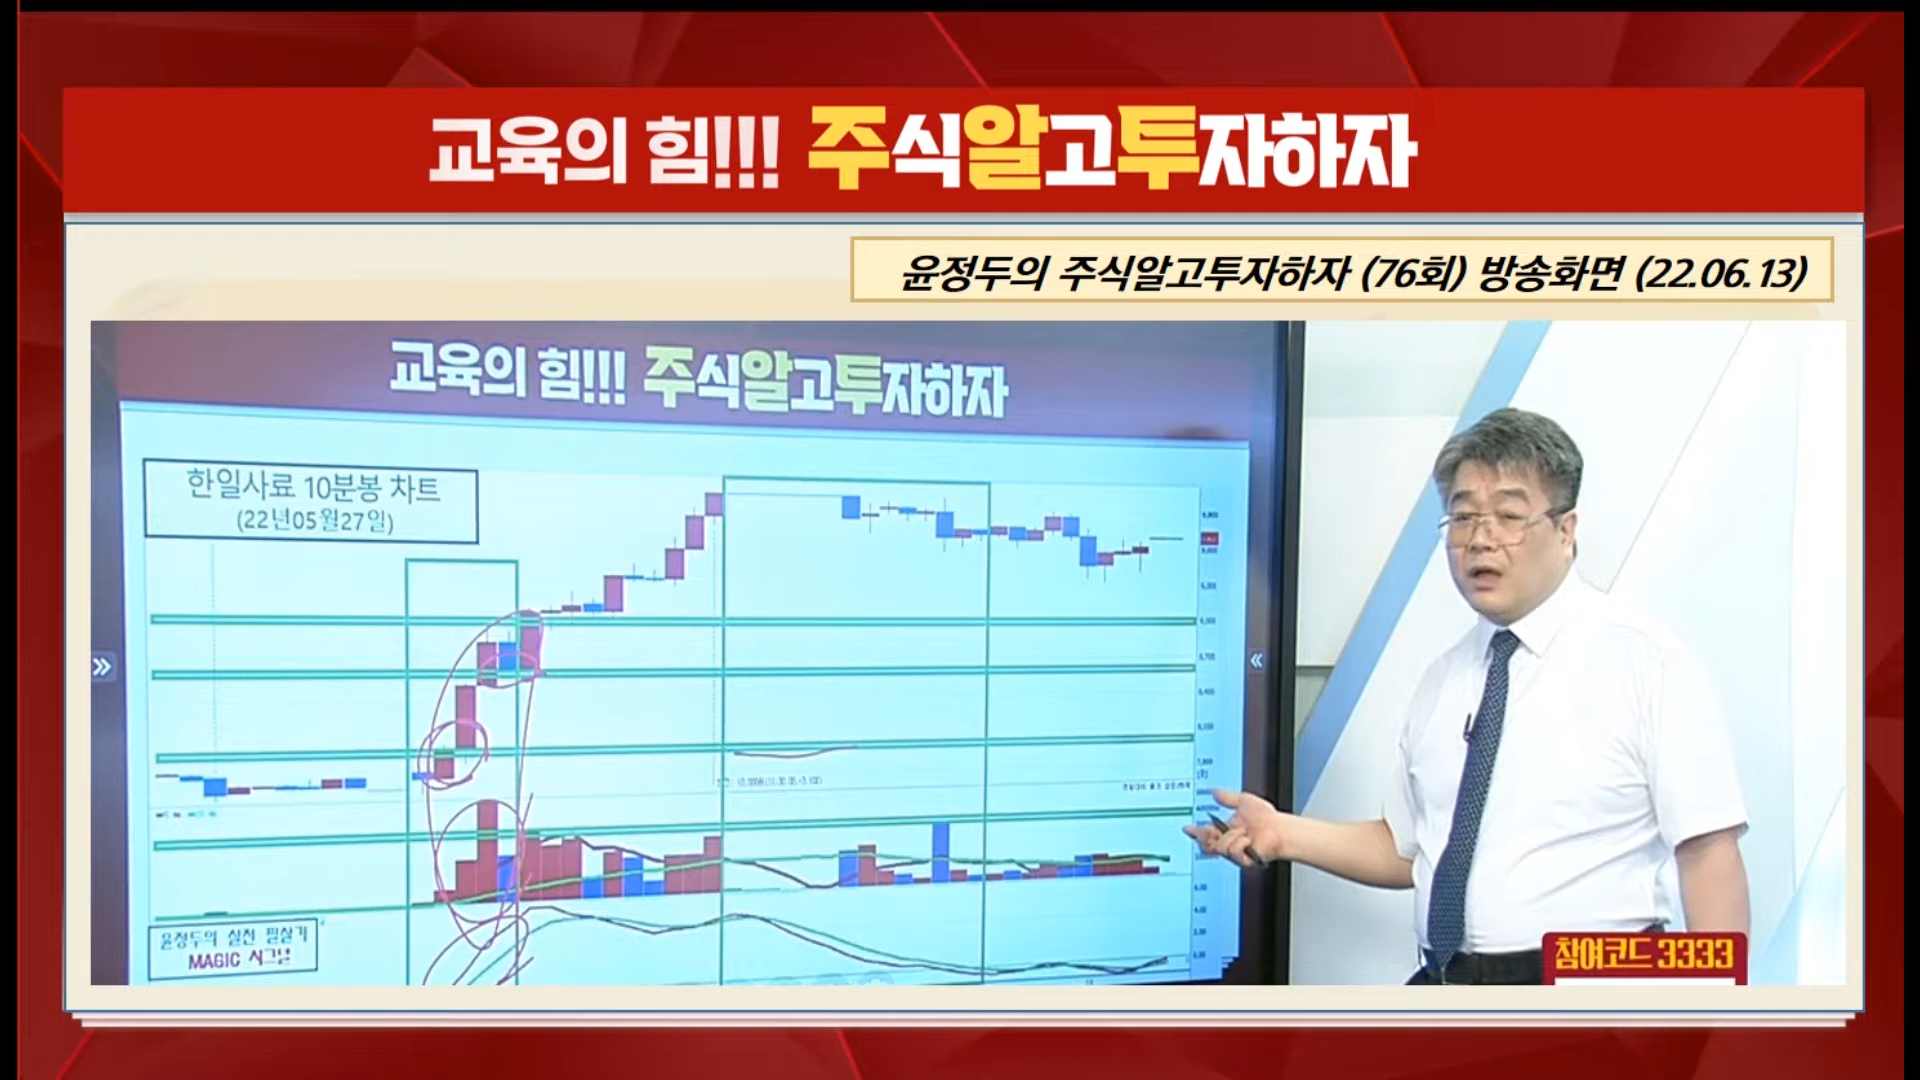 교육의 힘!!! 주식알고투자하자
윤정두의 주식알고투자하자 (76회) 방송화면 (22.06.13)
교육의 힘!!! 주식알고투자하자
한일사료 10분봉 차트
(22년05월27일)
윤정두의 실전 필살기
MAGIC 시그널
참여코드 3333